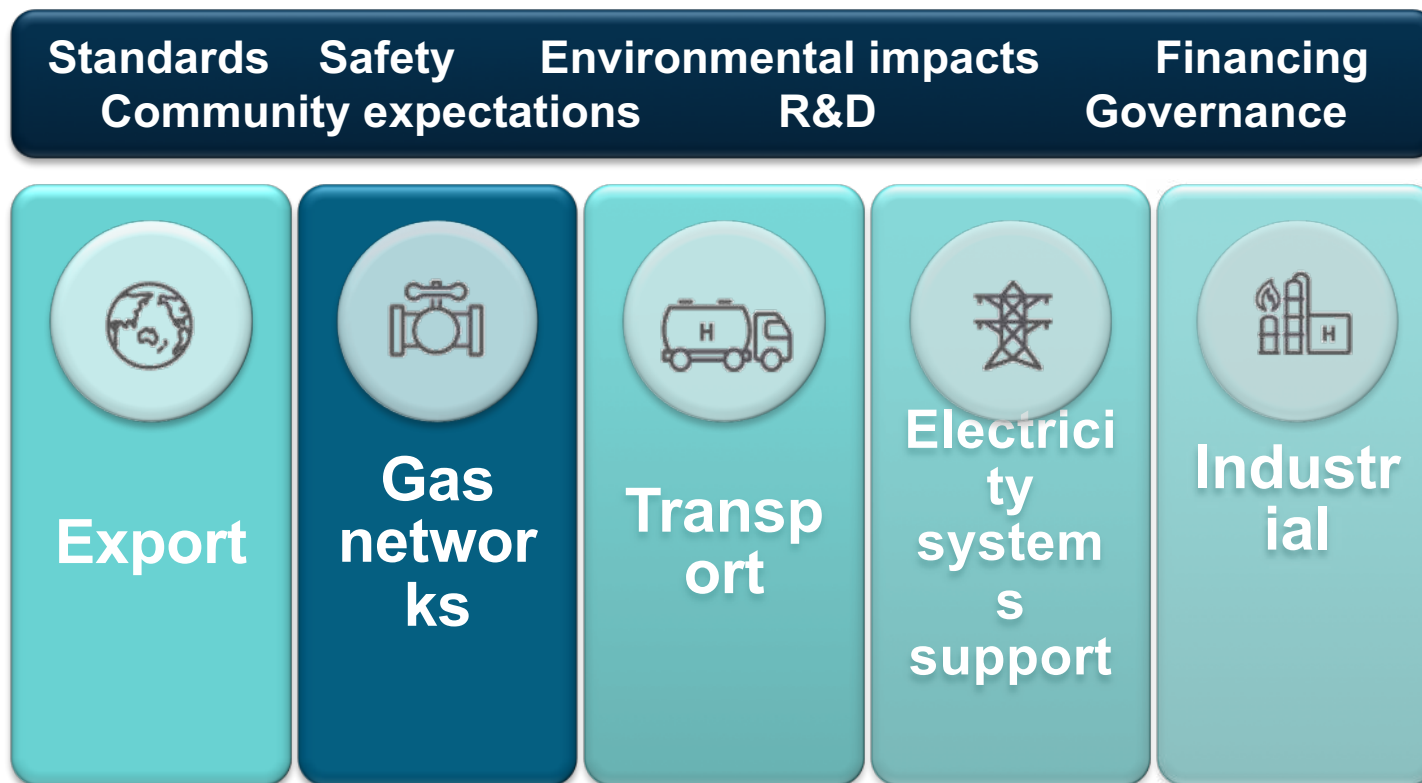 Standards Safety Environmental impacts Financing
Community expectations R&D Governance
Export
Gas
networ
ks
H
Transp
ort
Electrici
ty
system
s
support
H
Industr
ial